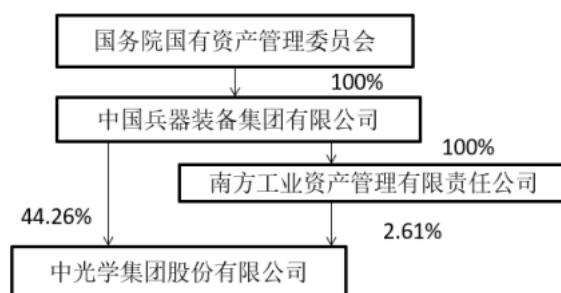 国务院国有资产管理委员会
100%
中国兵器装备集团有限公司
100%
南方工业资产管理有限责任公司
44.26%
2.61%
中光学集团股份有限公司